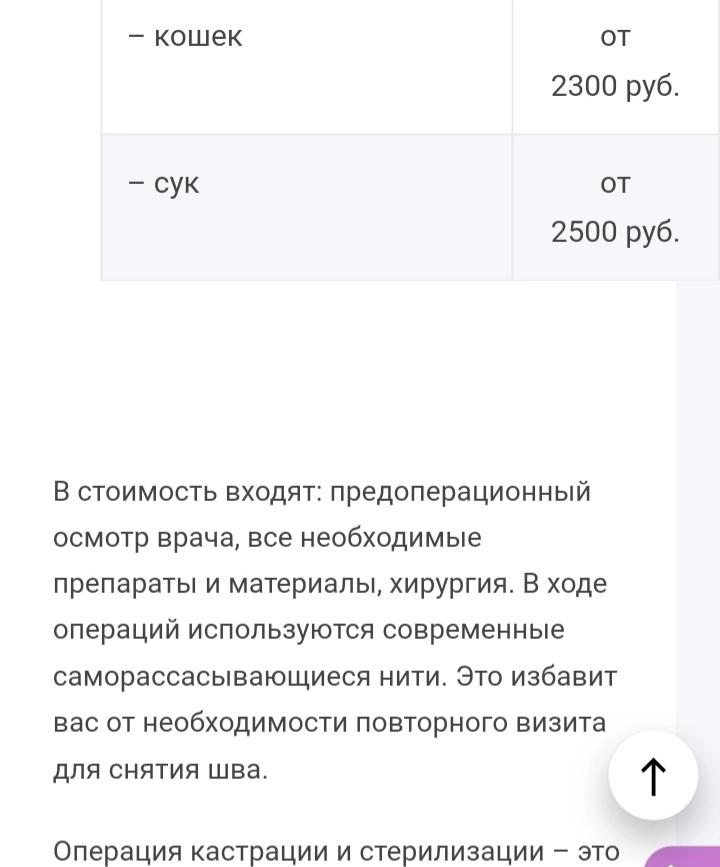 – кошек
от
2300 руб.
– сук
от
2500 руб.
В стоимость входят: предоперационный
осмотр врача, все необходимые
препараты и материалы, хирургия. В ходе
операций используются современные
саморассасывающиеся нити. Это избавит
вас от необходимости повторного визита
для снятия шва.
Операция кастрации и стерилизации – это